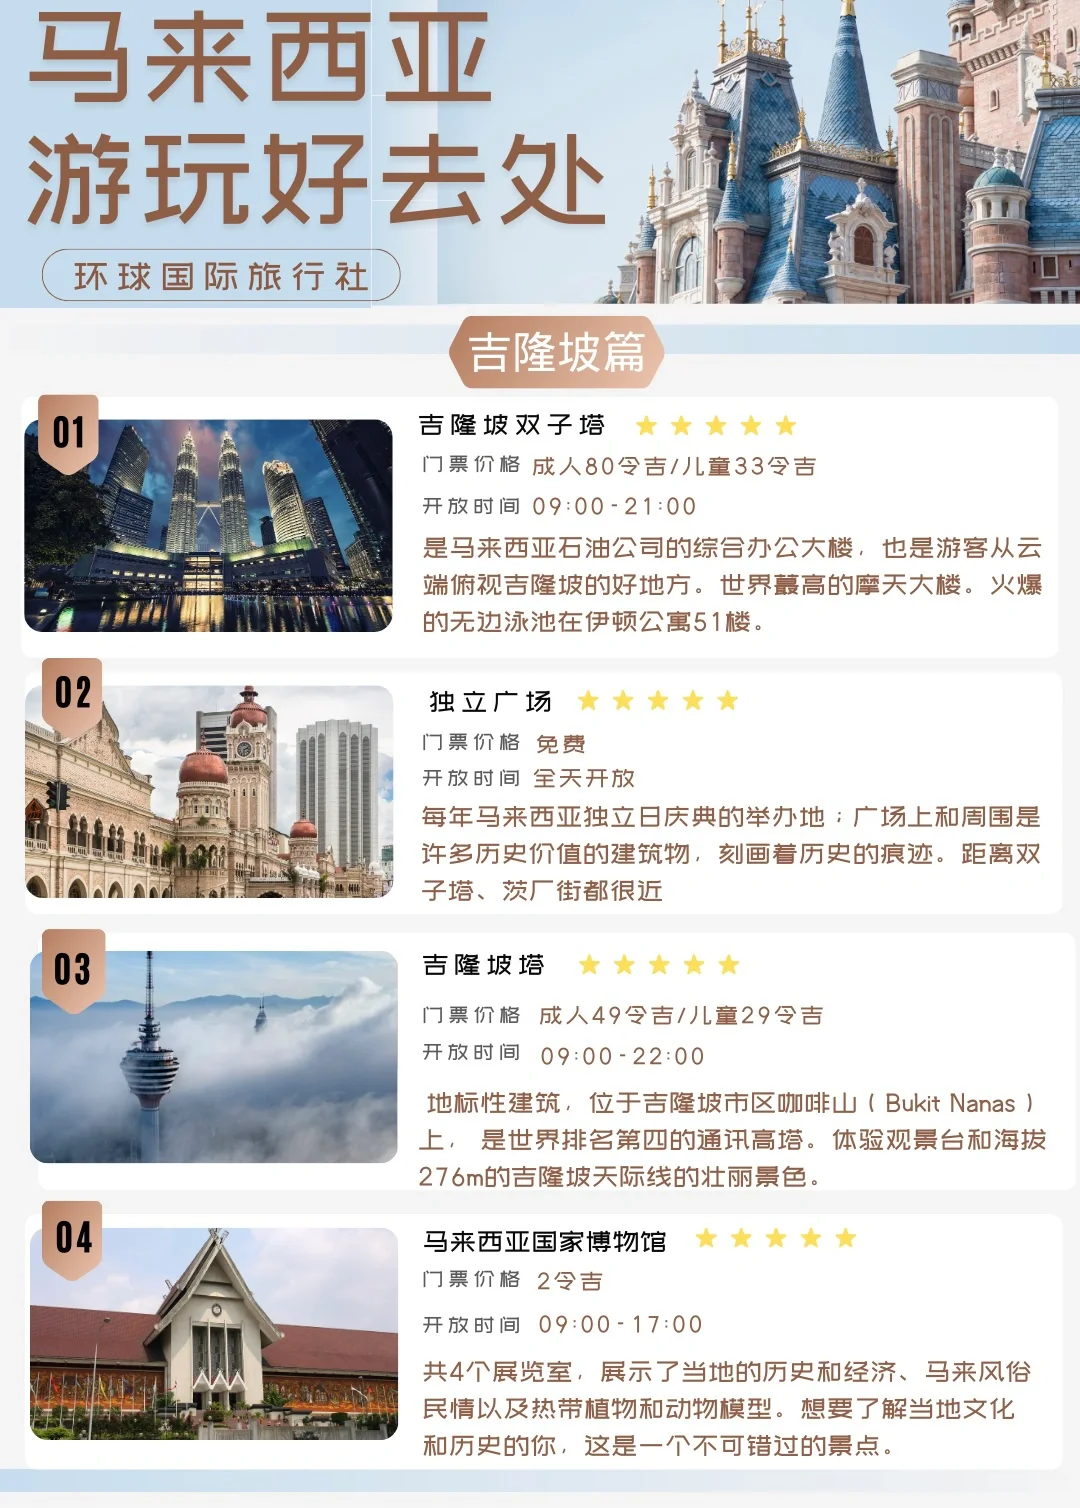 马来西亚
游玩好去处
环球国际旅行社
吉隆坡篇
01
吉隆坡双子塔
门票价格 成人80令吉/儿童33令吉
开放时间 09:00-21:00
是马来西亚石油公司的综合办公大楼，也是游客从云
端俯视吉隆坡的好地方。世界蕞高的摩天大楼。火爆
的无边泳池在伊顿公寓51楼。
02
独立广场
门票价格 免费
开放时间 全天开放
每年马来西亚独立日庆典的举办地；广场上和周围是
许多历史价值的建筑物，刻画着历史的痕迹。距离双
子塔、茨厂街都很近
03
吉隆坡塔
门票价格 成人49令吉/儿童29令吉
开放时间 09:00-22:00
地标性建筑，位于吉隆坡市区咖啡山（Bukit Nanas）
上， 是世界排名第四的通讯高塔。体验观景台和海拔
276m的吉隆坡天际线的壮丽景色。
04
马来西亚国家博物馆
门票价格 2令吉
开放时间 09:00-17:00
共4个展览室，展示了当地的历史和经济、马来风俗
民情以及热带植物和动物模型。想要了解当地文化
和历史的你，这是一个不可错过的景点。